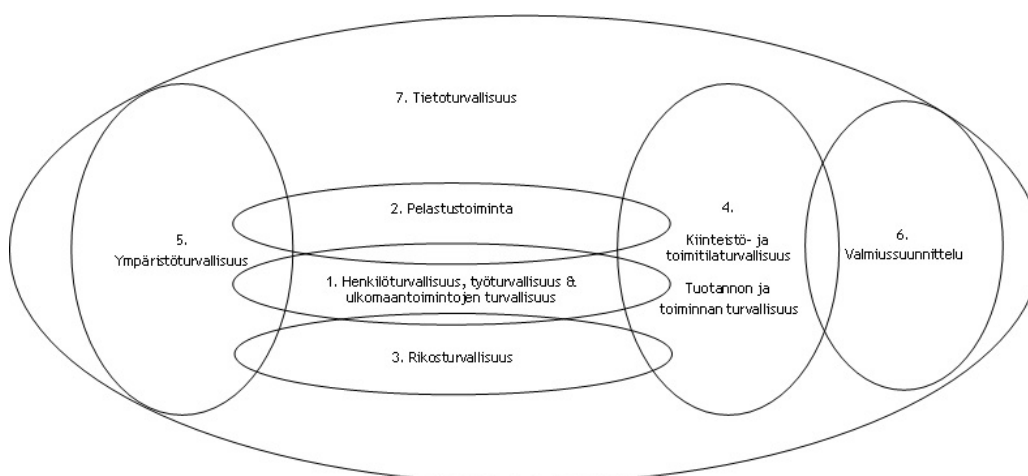 7. Tietoturvallisuus
2. Pelastustoiminta
4.
Kiinteistö- ja
toimitilaturvallisuus
Tuotannon ja
toiminnan turvallisuus
5.
Ympäristöturvallisuus
6.
Valmiussuunnittelu
1. Henkilöturvallisuus, työturvallisuus &
ulkomaantoimintojen turvallisuus
3. Rikosturvallisuus